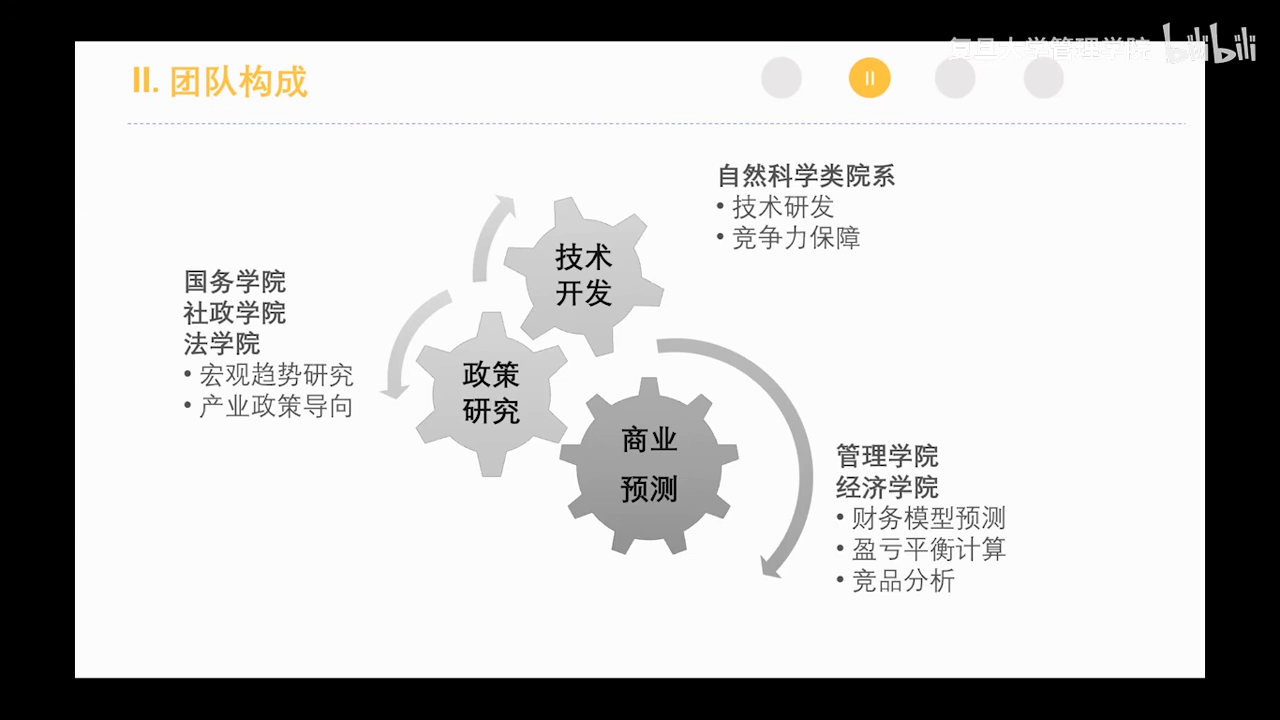 复旦大学管理学院 bilibili
II. 团队构成
II
自然科学类院系
• 技术研发
• 竞争力保障
技术
开发
国务学院
社政学院
法学院
• 宏观趋势研究
• 产业政策导向
政策
研究
商业
预测
管理学院
经济学院
• 财务模型预测
• 盈亏平衡计算
• 竞品分析